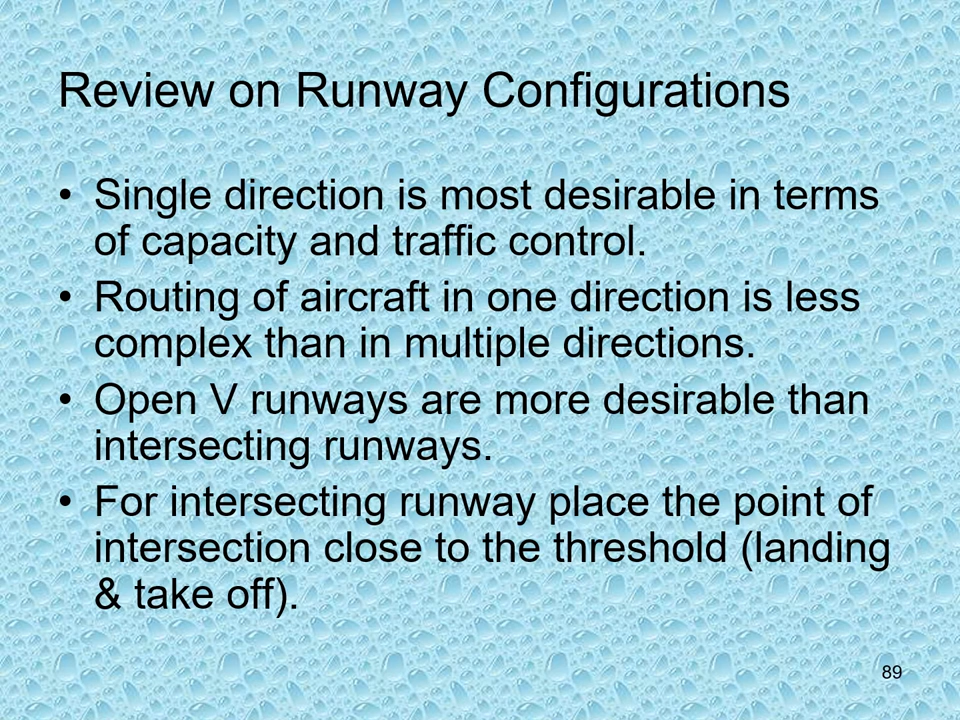 Review on Runway Configurations
• Single direction is most desirable in terms
of capacity and traffic control.
• Routing of aircraft in one direction is less
complex than in multiple directions.
• Open V runways are more desirable than
intersecting runways.
• For intersecting runway place the point of
intersection close to the threshold (landing
& take off).
89